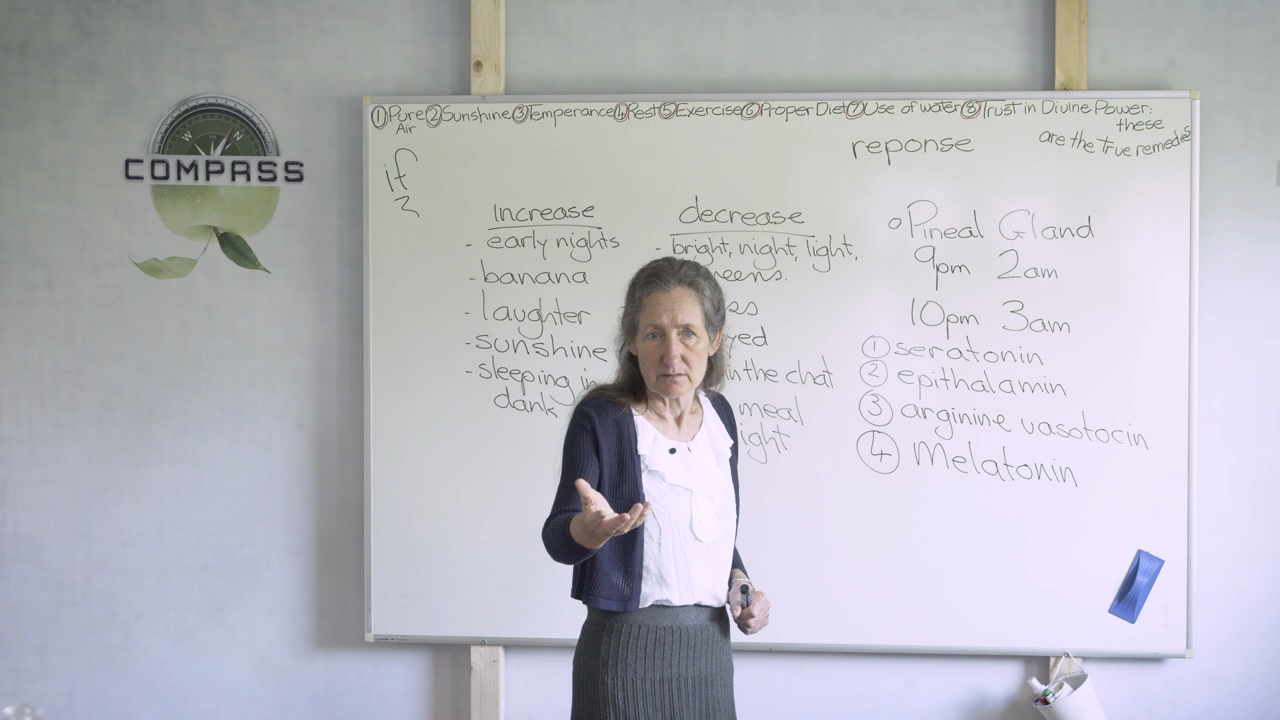 ①Pure ②Sunshine ③Temperance ④Rest ⑤Exercise ⑥Proper Diet ⑦Use of water ⑧Trust in Divine Power:
Air
these
are the true remedies
reponse
if
W N
COMPASS
increase
- early nights
- banana
- laughter
- sunshine
- sleeping in
dank
decrease
- bright, night, light,
in the chat
meal
Pineal Gland
9pm 2am
10pm 3am
① seratonin
② epithalamin
③ arginine vasotocin
④ Melatonin